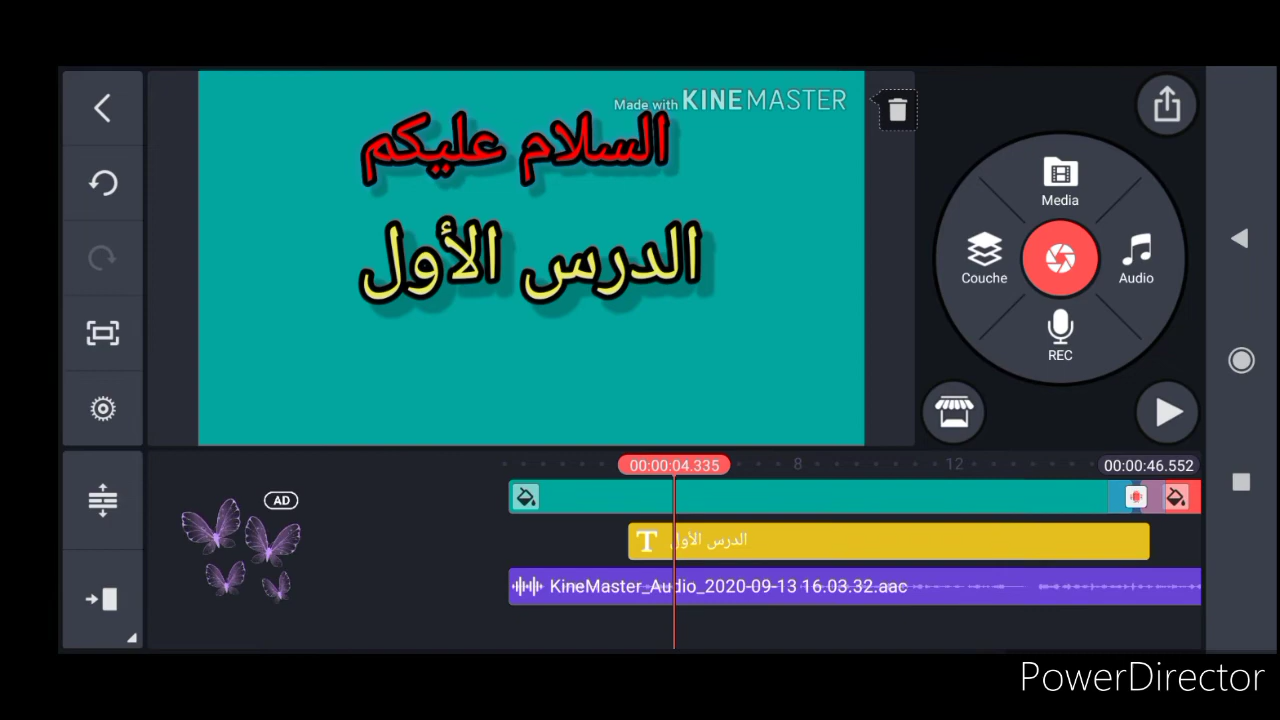 Made with KINEMASTER
السلام عليكم
الدرس الأول
Media
Couche
Audio
REC
AD
00:00:04.335
8
12
00:00:46.552
T الدرس الأول
KineMaster_Audio_2020-09-13 16.03.32.aac
PowerDirector